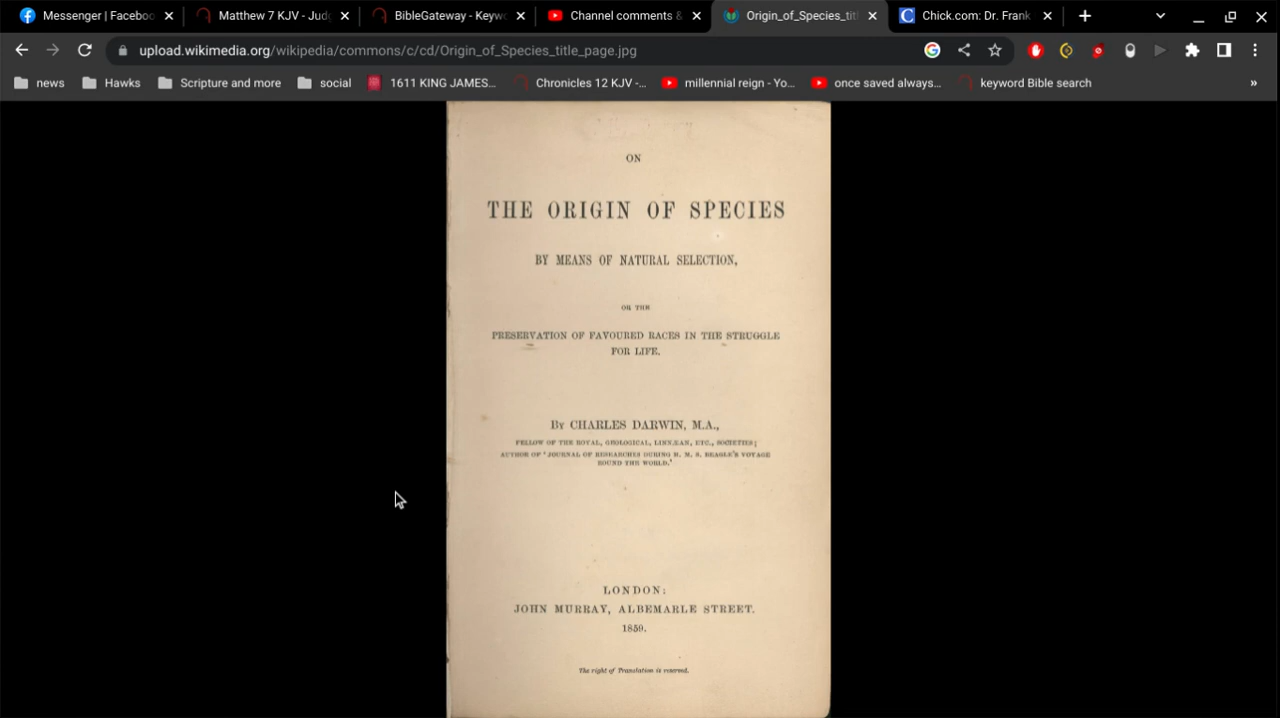 Messenger | Faceboo
Matthew 7 KJV - Jud
BibleGateway - Keyw
Channel comments &
Origin_of_Species_titl
Chick.com: Dr. Frank
upload.wikimedia.org/wikipedia/commons/c/cd/Origin_of_Species_title_page.jpg
news
Hawks
Scripture and more
social
1611 KING JAMES...
Chronicles 12 KJV -...
millennial reign - Yo...
once saved always...
keyword Bible search
»
ON
THE ORIGIN OF SPECIES
BY MEANS OF NATURAL SELECTION,
OR THE
PRESERVATION OF FAVOURED RACES IN THE STRUGGLE
FOR LIFE.
BY CHARLES DARWIN, M.A.,
FELLOW OF THE ROYAL, GEOLOGICAL, LINNÆAN, ETC., SOCIETIES;
AUTHOR OF 'JOURNAL OF RESEARCHES DURING H. M. S. BEAGLE'S VOYAGE
ROUND THE WORLD.'
LONDON:
JOHN MURRAY, ALBEMARLE STREET.
1859.
The right of Translation is reserved.